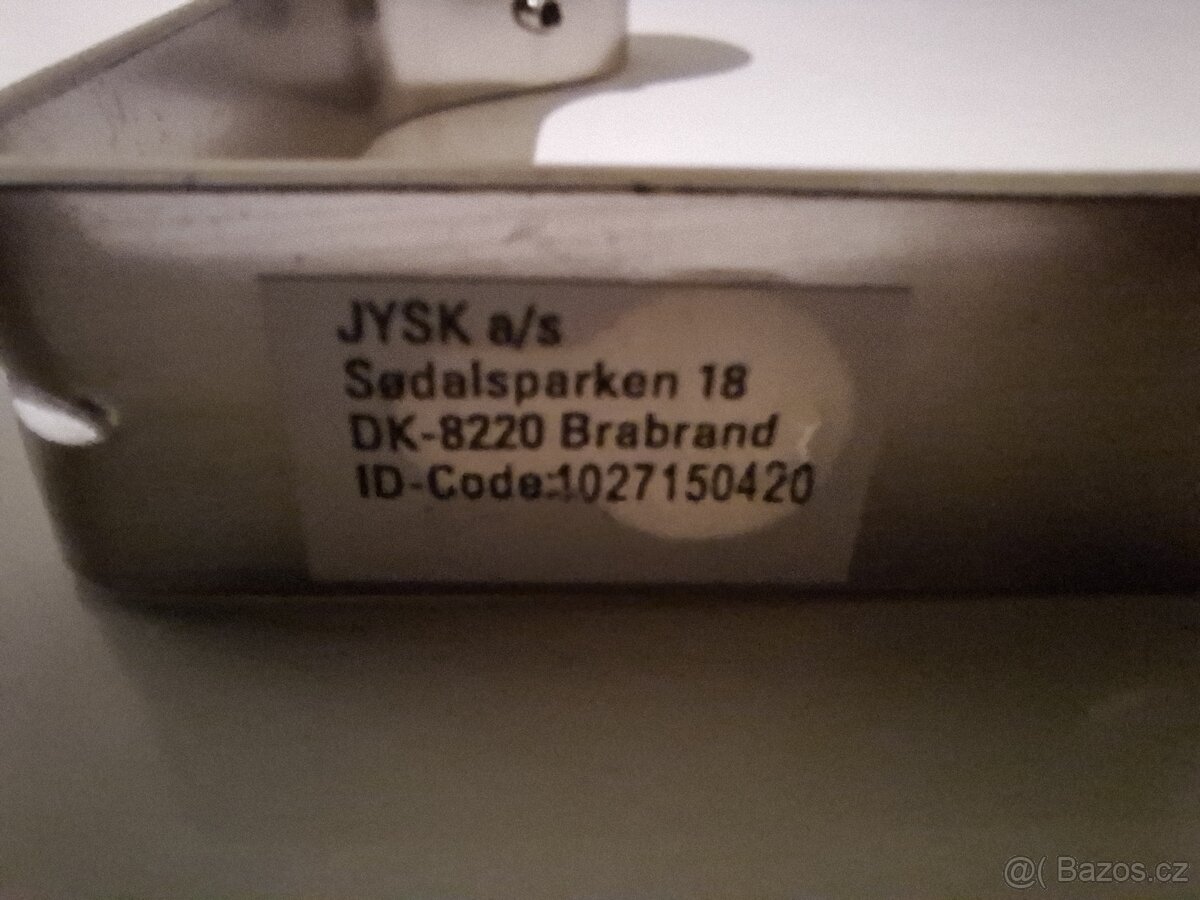 JYSK a/s
Sødalsparken 18
DK-8220 Brabrand
ID-Code:1027150420
@( Bazos.cz